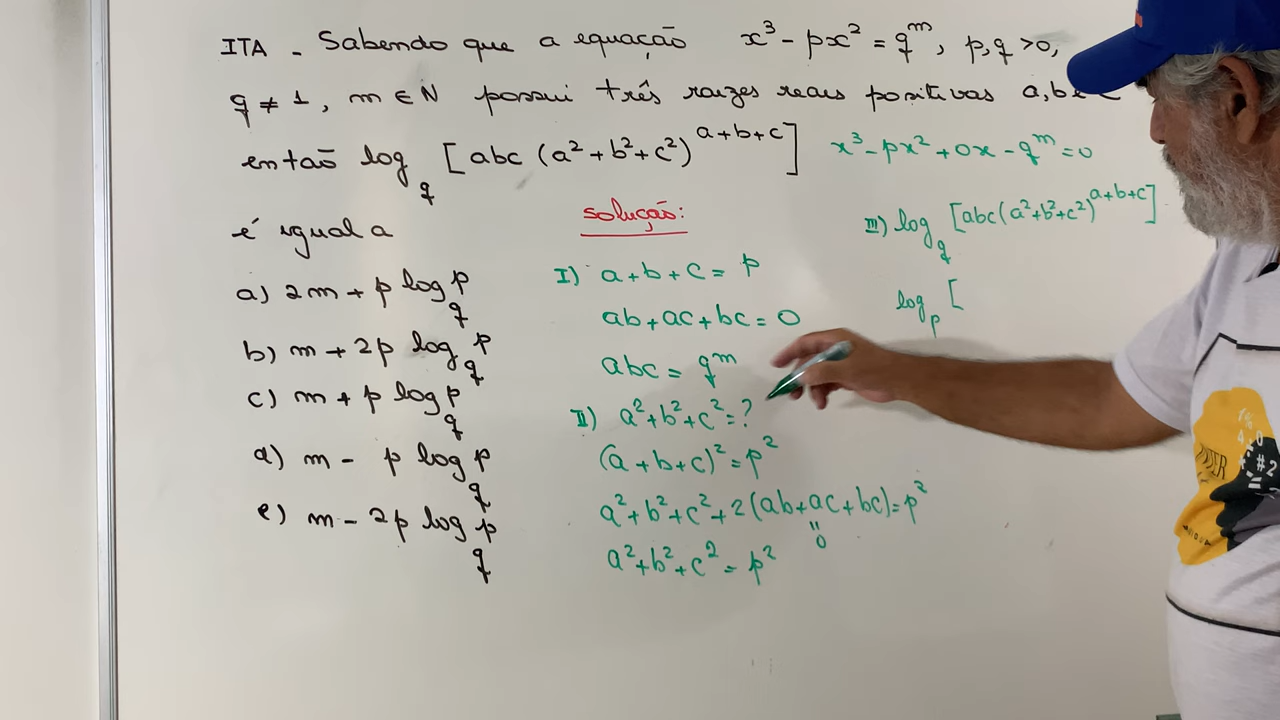 ITA - Sabendo que a equação x³ - px² = q^m, p,q >0,
q ≠ 1, m ∈ N possui três raízes reais positivas a, b e
então log_q [abc (a² + b² + c²)^(a+b+c)]
é igual a
a) 2m + p log_q p
b) m + 2p log_q p
c) m + p log_q p
d) m - p log_q p
e) m - 2p log_q p
Solução:
I) a + b + c = p
ab + ac + bc = 0
abc = q^m
II) a² + b² + c² = ?
(a + b + c)² = p²
a² + b² + c² + 2(ab + ac + bc) = p²
"
0
a² + b² + c² = p²
x³ - px² + 0x - q^m = 0
III) log_q [abc(a² + b² + c²)^(a+b+c)]
log_p [